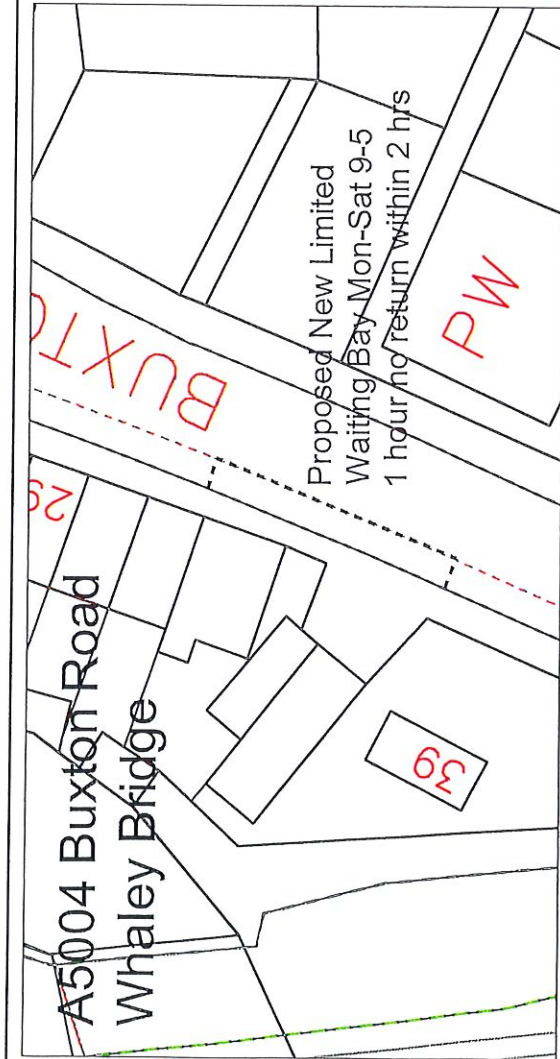 A5004 Buxton Road
Whaley Bridge
29
39
BUXTO
Proposed New Limited
Waiting Bay Mon-Sat 9-5
1 hour no return within 2 hrs
PW